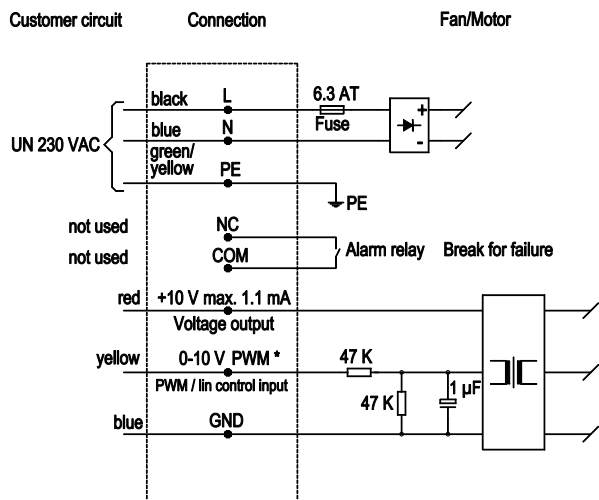 Customer circuit Connection Fan/Motor
black L 6.3 AT
+
UN 230 VAC blue N Fuse
-
green/
yellow PE
PE
not used NC
Alarm relay Break for failure
not used COM
red +10 V max. 1.1 mA
Voltage output
yellow 0-10 V PWM * 47 K
PWM / lin control input
47 K 1 µF
blue GND